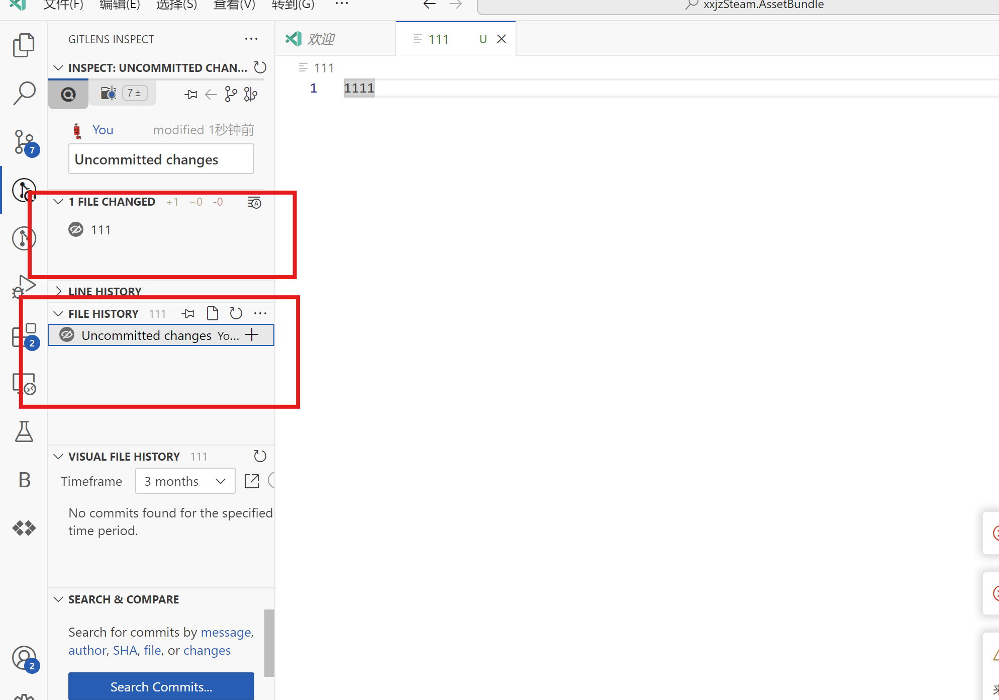 文件(F) 编辑(E) 选择(S) 查看(V) 转到(G) ··· xxjzSteam.AssetBundle
GITLENS INSPECT ···
欢迎
111 U
INSPECT: UNCOMMITTED CHAN...
111
7 ±
1 1111
You modified 1秒钟前
7
Uncommitted changes
1 FILE CHANGED +1 ~0 -0
111
LINE HISTORY
FILE HISTORY 111 ···
Uncommitted changes Yo...
2
VISUAL FILE HISTORY 111
Timeframe 3 months
B
No commits found for the specified
time period.
SEARCH & COMPARE
Search for commits by message,
author, SHA, file, or changes
2
Search Commits...